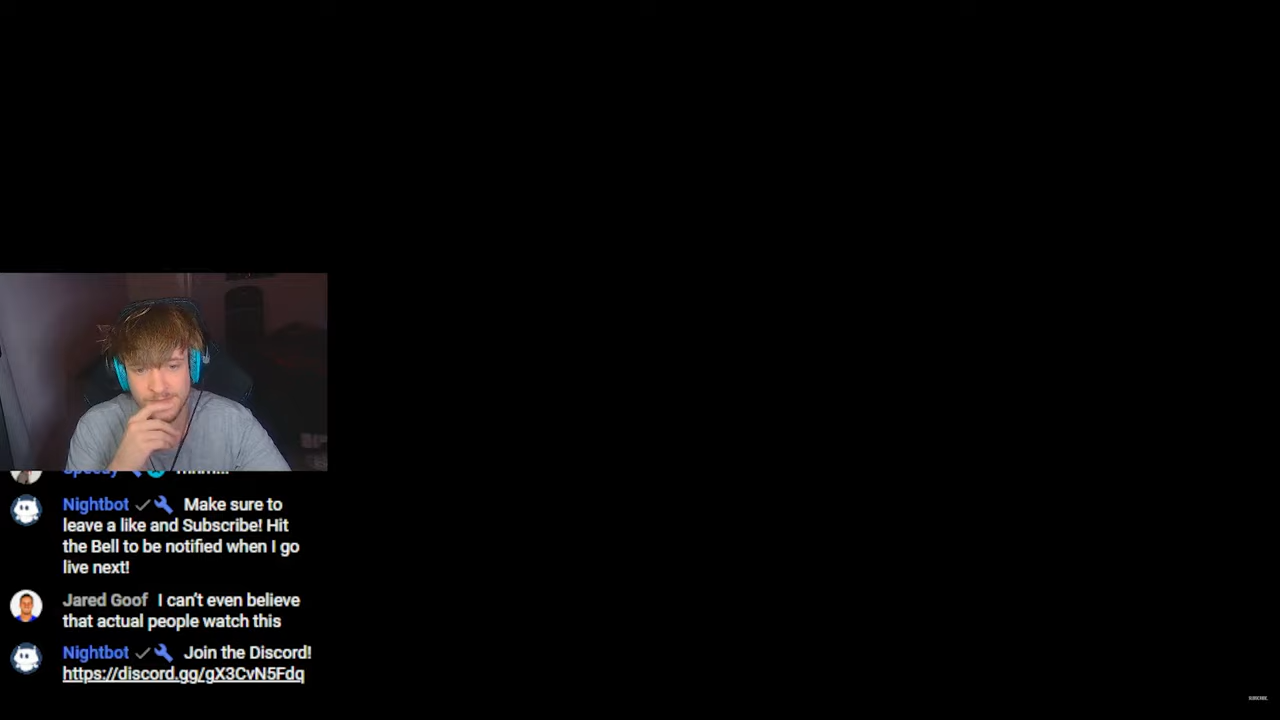 Nightbot Make sure to
leave a like and Subscribe! Hit
the Bell to be notified when I go
live next!
Jared Goof I can't even believe
that actual people watch this
Nightbot Join the Discord!
https://discord.gg/gX3CvN5Fdq
SUBSCRIBE